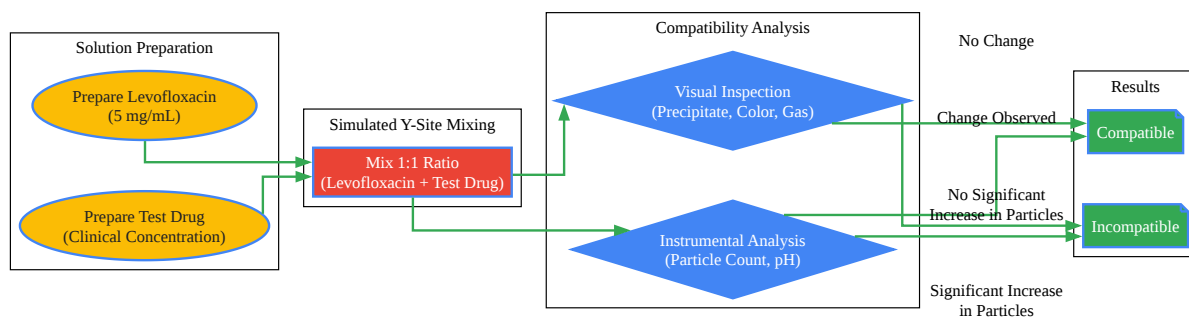 Solution Preparation
Prepare Levofloxacin
(5 mg/mL)
Prepare Test Drug
(Clinical Concentration)
Simulated Y-Site Mixing
Mix 1:1 Ratio
(Levofloxacin + Test Drug)
Compatibility Analysis
Visual Inspection
(Precipitate, Color, Gas)
Instrumental Analysis
(Particle Count, pH)
No Change
Change Observed
No Significant
Increase in Particles
Significant Increase
in Particles
Results
Compatible
Incompatible